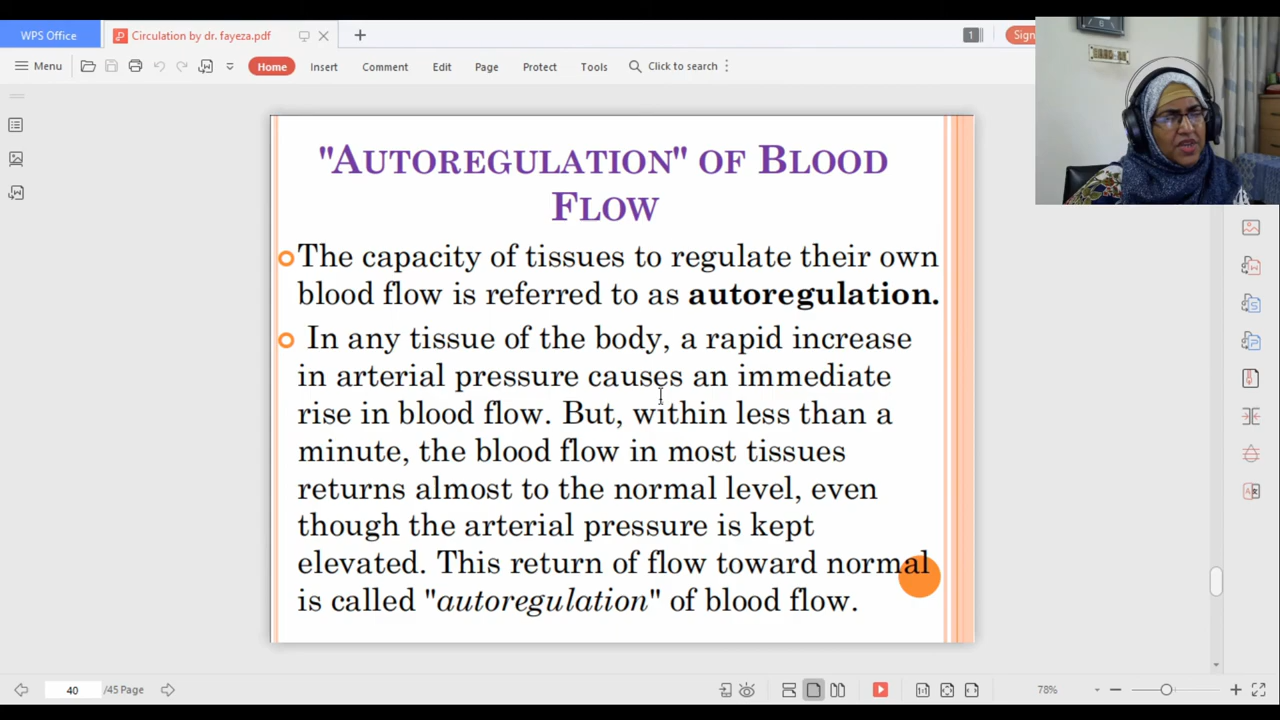 WPS Office
Circulation by dr. fayeza.pdf
1
Sign
Menu
Home
Insert
Comment
Edit
Page
Protect
Tools
Click to search
"AUTOREGULATION" OF BLOOD
FLOW
The capacity of tissues to regulate their own
blood flow is referred to as autoregulation.
In any tissue of the body, a rapid increase
in arterial pressure causes an immediate
rise in blood flow. But, within less than a
minute, the blood flow in most tissues
returns almost to the normal level, even
though the arterial pressure is kept
elevated. This return of flow toward normal
is called "autoregulation" of blood flow.
40
/45 Page
78%